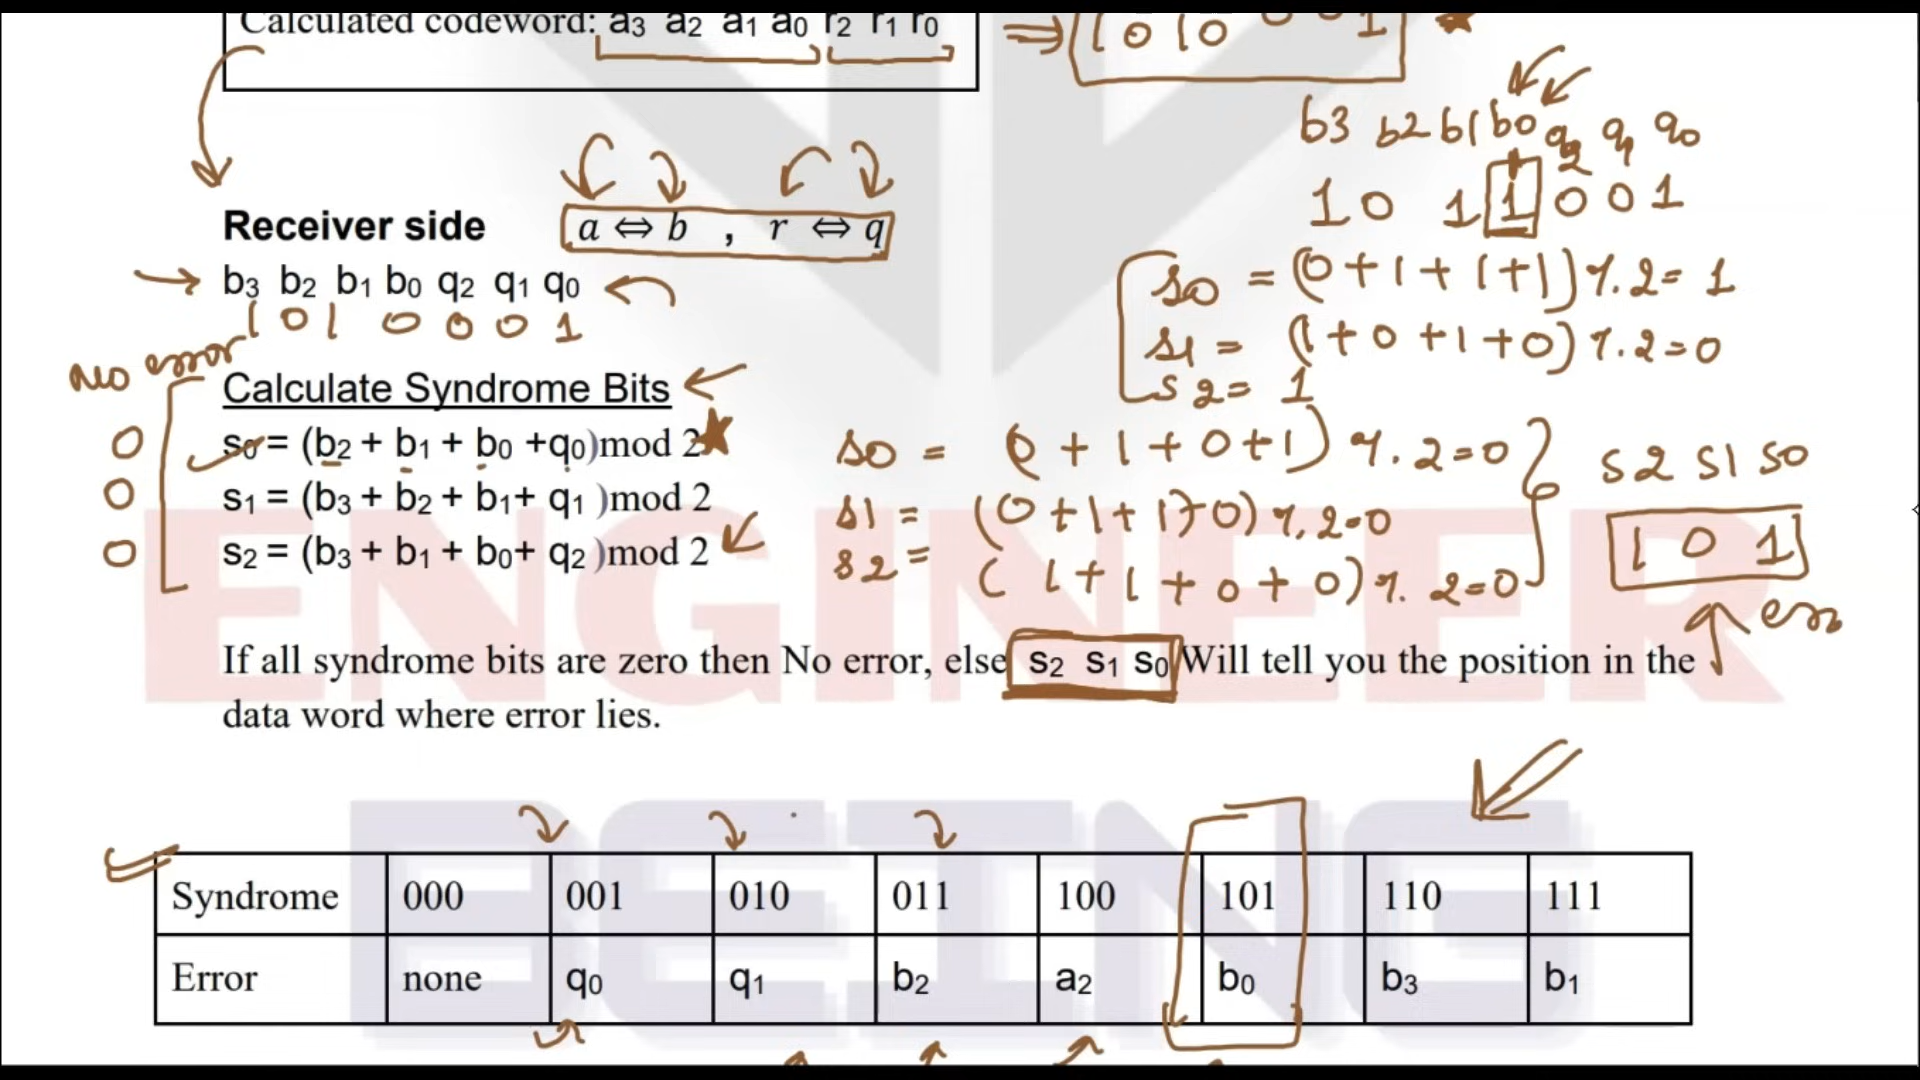 Calculated codeword: a3 a2 a1 a0 r2 r1 r0
⇒ 1 0 1 0 0 0 1
b3 b2 b1 b0 q2 q1 q0
1 0 1 1 0 0 1
Receiver side
a ⇔ b , r ⇔ q
b3 b2 b1 b0 q2 q1 q0
1 0 1 0 0 0 1
s0 = (0+1+1+1)%2= 1
s1 = (1+0+1+0)%2=0
s2= 1
No error
Calculate Syndrome Bits
0 s0 = (b2 + b1 + b0 +q0)mod 2
0 s1 = (b3 + b2 + b1+ q1 )mod 2
0 s2 = (b3 + b1 + b0+ q2 )mod 2
s0 = (0+1+0+1)%2=0
s1 = (0+1+1+0)%2=0
s2= (1+1+0+0)%2=0
s2 s1 s0
1 0 1
err
If all syndrome bits are zero then No error, else s2 s1 s0 Will tell you the position in the
data word where error lies.
Syndrome 000 001 010 011 100 101 110 111
Error none q0 q1 b2 a2 b0 b3 b1
BEING
ENGINEER